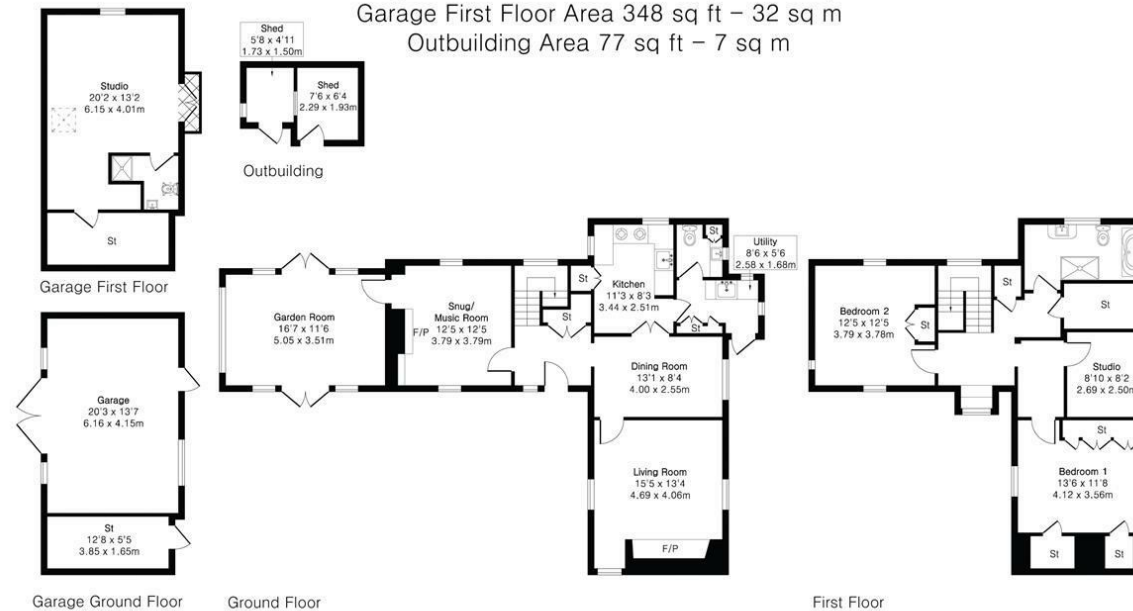 Garage First Floor Area 348 sq ft – 32 sq m
Outbuilding Area 77 sq ft – 7 sq m
Studio
20'2 x 13'2
6.15 x 4.01m
St
Garage First Floor
Shed
5'8 x 4'11
1.73 x 1.50m
Shed
7'6 x 6'4
2.29 x 1.93m
Outbuilding
Garage
20'3 x 13'7
6.16 x 4.15m
St
12'8 x 5'5
3.85 x 1.65m
Garage Ground Floor
Garden Room
16'7 x 11'6
5.05 x 3.51m
F/P
Snug/
Music Room
12'5 x 12'5
3.79 x 3.79m
St
St
Kitchen
11'3 x 8'3
3.44 x 2.51m
St
Utility
8'6 x 5'6
2.58 x 1.68m
St
Dining Room
13'1 x 8'4
4.00 x 2.55m
Living Room
15'5 x 13'4
4.69 x 4.06m
F/P
Ground Floor
Bedroom 2
12'5 x 12'5
3.79 x 3.78m
St
St
St
Studio
8'10 x 8'2
2.69 x 2.50m
St
Bedroom 1
13'6 x 11'8
4.12 x 3.56m
St
St
First Floor